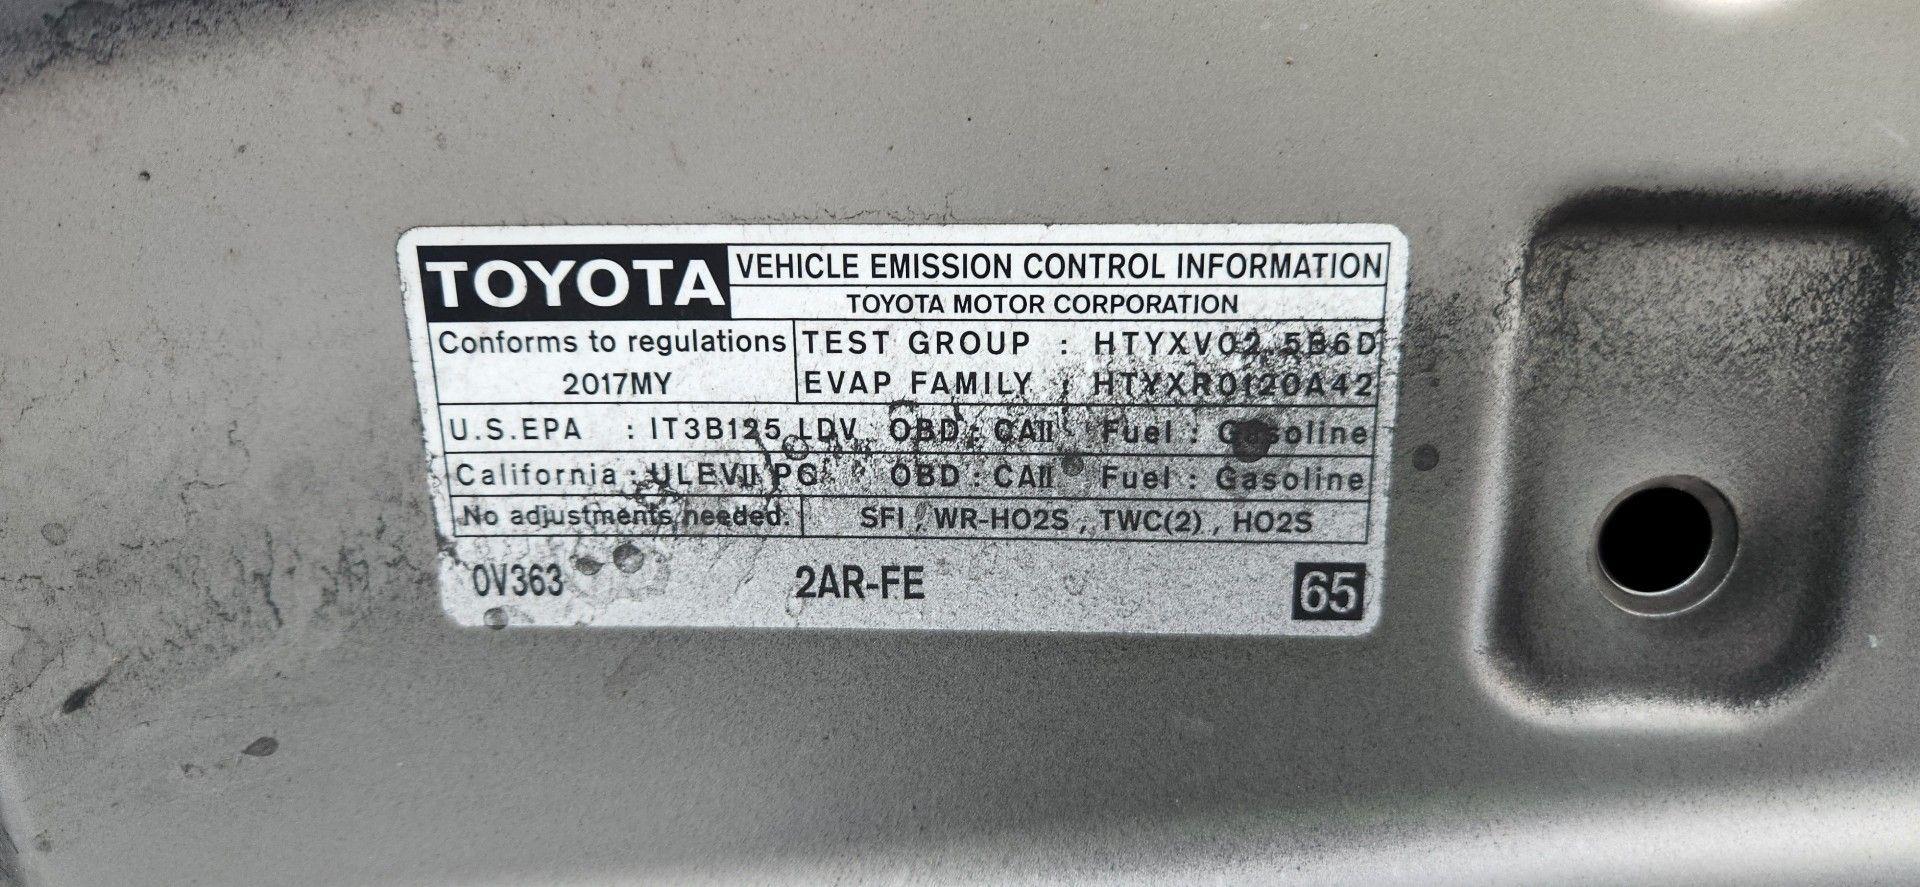 TOYOTA VEHICLE EMISSION CONTROL INFORMATION
TOYOTA MOTOR CORPORATION
Conforms to regulations TEST GROUP : HTYXV02.5B6D
2017MY EVAP FAMILY : HTYXR0120A42
U.S.EPA : IT3B125 LDV OBD : CAII Fuel : Gasoline
California : ULEVII PC OBD : CAII Fuel : Gasoline
No adjustments needed. SFI , WR-HO2S , TWC(2) , HO2S
0V363 2AR-FE 65